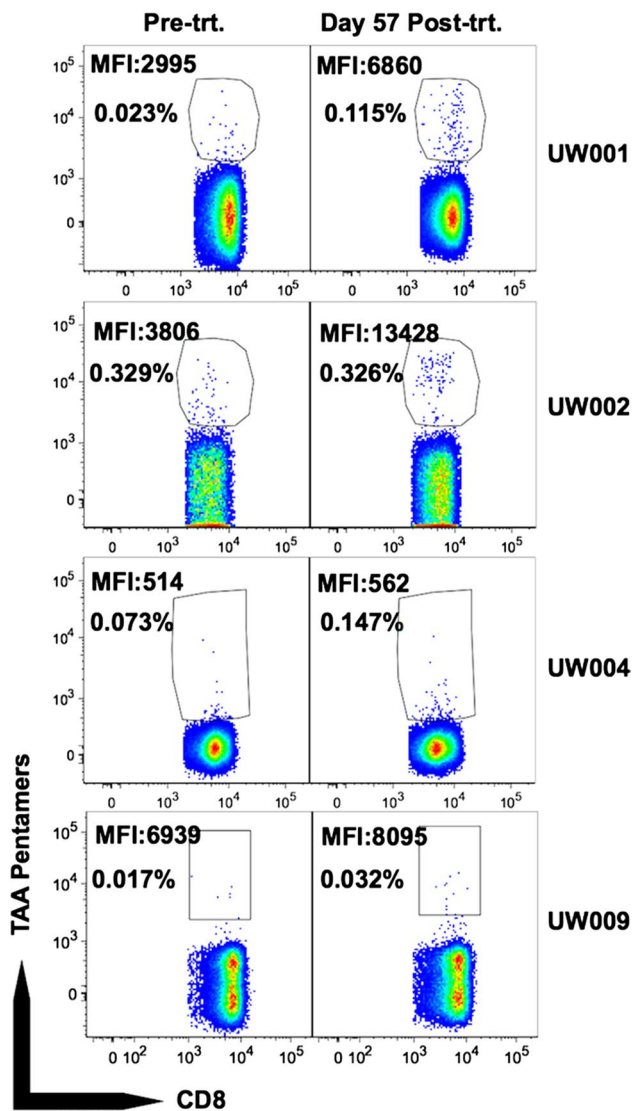 Pre-trt. Day 57 Post-trt.
MFI:2995 MFI:6860
0.023% 0.115%
UW001
10⁵
10⁴
10³
0
0 10³ 10⁴ 10⁵ 0 10³ 10⁴ 10⁵
MFI:3806 MFI:13428
0.329% 0.326%
UW002
10⁵
10⁴
10³
0
0 10³ 10⁴ 10⁵ 0 10³ 10⁴ 10⁵
MFI:514 MFI:562
0.073% 0.147%
UW004
10⁵
10⁴
10³
0
0 10³ 10⁴ 10⁵ 0 10³ 10⁴ 10⁵
MFI:6939 MFI:8095
0.017% 0.032%
UW009
10⁵
10⁴
10³
0
0 10² 10³ 10⁴ 10⁵ 0 10² 10³ 10⁴ 10⁵
TAA Pentamers
CD8